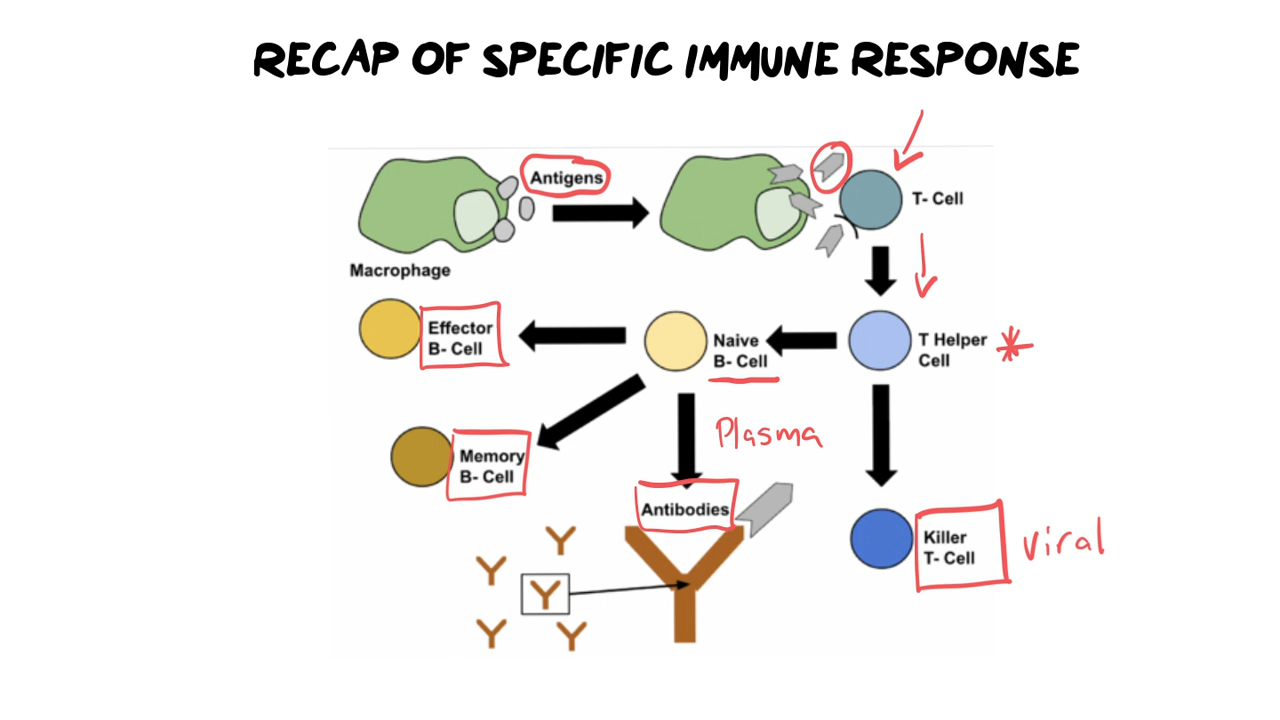 RECAP OF SPECIFIC IMMUNE RESPONSE
Antigens
T- Cell
Macrophage
Effector
B- Cell
Naive
B- Cell
T Helper
Cell
*
Plasma
Memory
B- Cell
Antibodies
Killer
T- Cell
viral